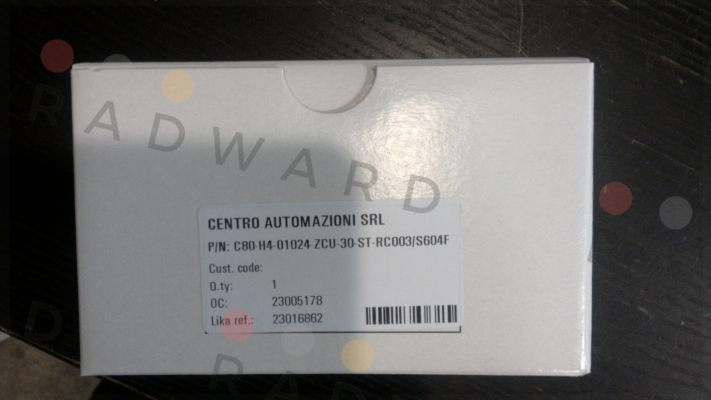 RADWARD
CENTRO AUTOMAZIONI SRL
P/N: C80-H4-01024-ZCU-30-ST-RC003/S604F
Cust. code:
Q.ty: 1
OC: 23005178
Lika ref.: 23016862
RAD